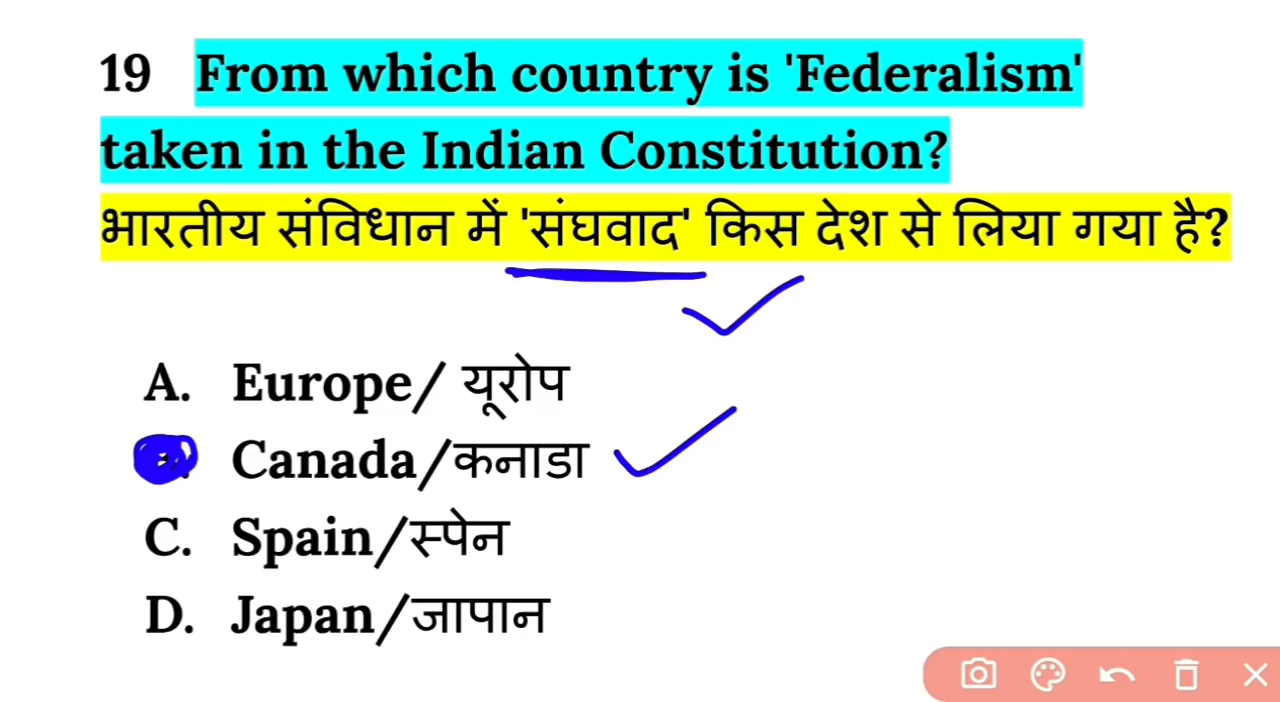 19 From which country is 'Federalism'
taken in the Indian Constitution?
भारतीय संविधान में 'संघवाद' किस देश से लिया गया है?
A. Europe/ यूरोप
Canada/कनाडा
C. Spain/स्पेन
D. Japan/जापान